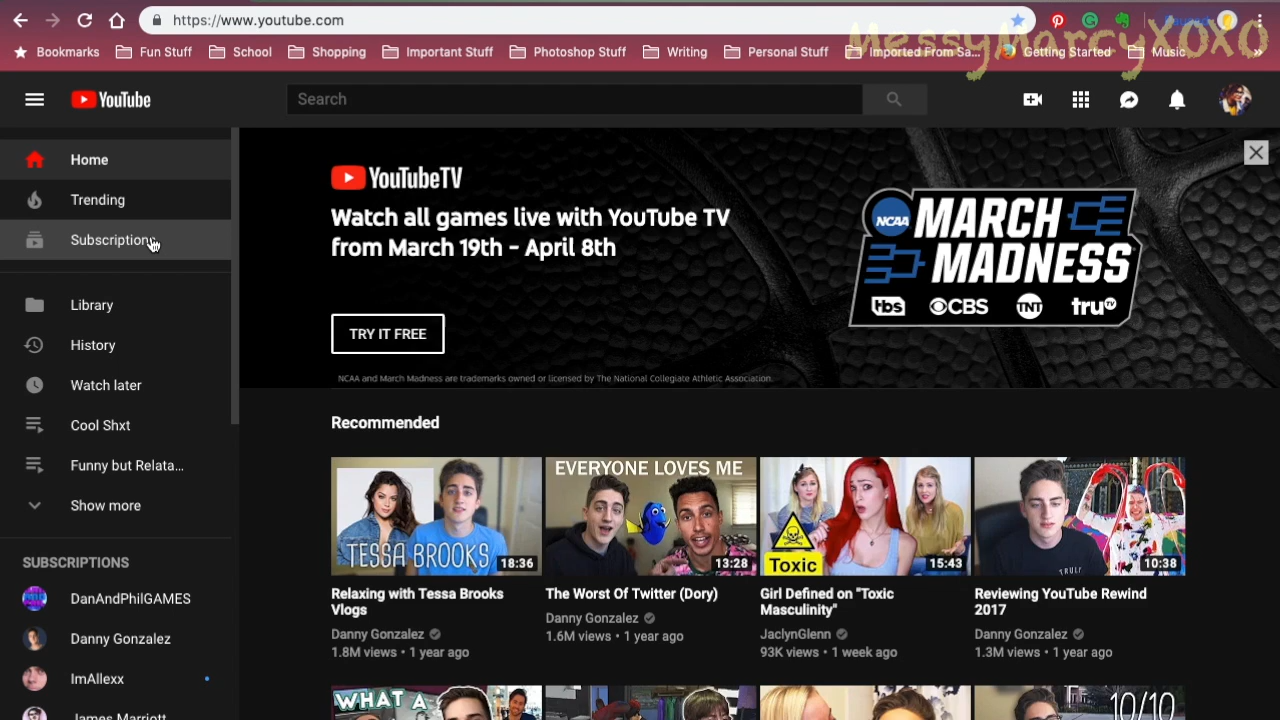 https://www.youtube.com
Bookmarks Fun Stuff School Shopping Important Stuff Photoshop Stuff Writing Personal Stuff Imported From Sa... Getting Started Music »
MessyMarcyXOXO
YouTube
Search
Home
Trending
Subscriptions
Library
History
Watch later
Cool Shxt
Funny but Relata...
Show more
SUBSCRIPTIONS
DanAndPhilGAMES
Danny Gonzalez
ImAllexx
James Marriott
YouTubeTV
Watch all games live with YouTube TV
from March 19th - April 8th
TRY IT FREE
NCAA and March Madness are trademarks owned or licensed by The National Collegiate Athletic Association.
NCAA MARCH
MADNESS
tbs CBS TNT truTV
Recommended
TESSA BROOKS
18:36
Relaxing with Tessa Brooks
Vlogs
Danny Gonzalez
1.8M views • 1 year ago
EVERYONE LOVES ME
13:28
The Worst Of Twitter (Dory)
Danny Gonzalez
1.6M views • 1 year ago
Toxic
15:43
Girl Defined on "Toxic
Masculinity"
JaclynGlenn
93K views • 1 week ago
10:38
Reviewing YouTube Rewind
2017
Danny Gonzalez
1.3M views • 1 year ago
WHAT A
10/10